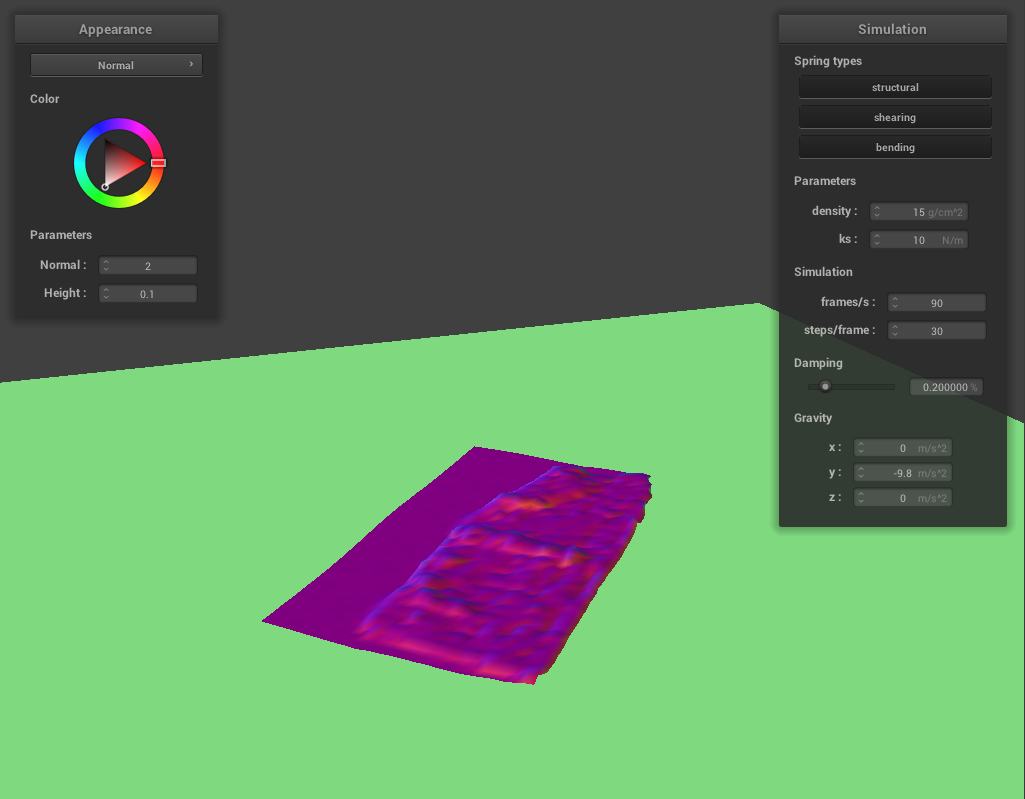 Appearance
Normal
Color
Parameters
Normal : 2
Height : 0.1
Simulation
Spring types
structural
shearing
bending
Parameters
density : 15 g/cm^2
ks : 10 N/m
Simulation
frames/s : 90
steps/frame : 30
Damping
0.200000 %
Gravity
x : 0 m/s^2
y : -9.8 m/s^2
z : 0 m/s^2